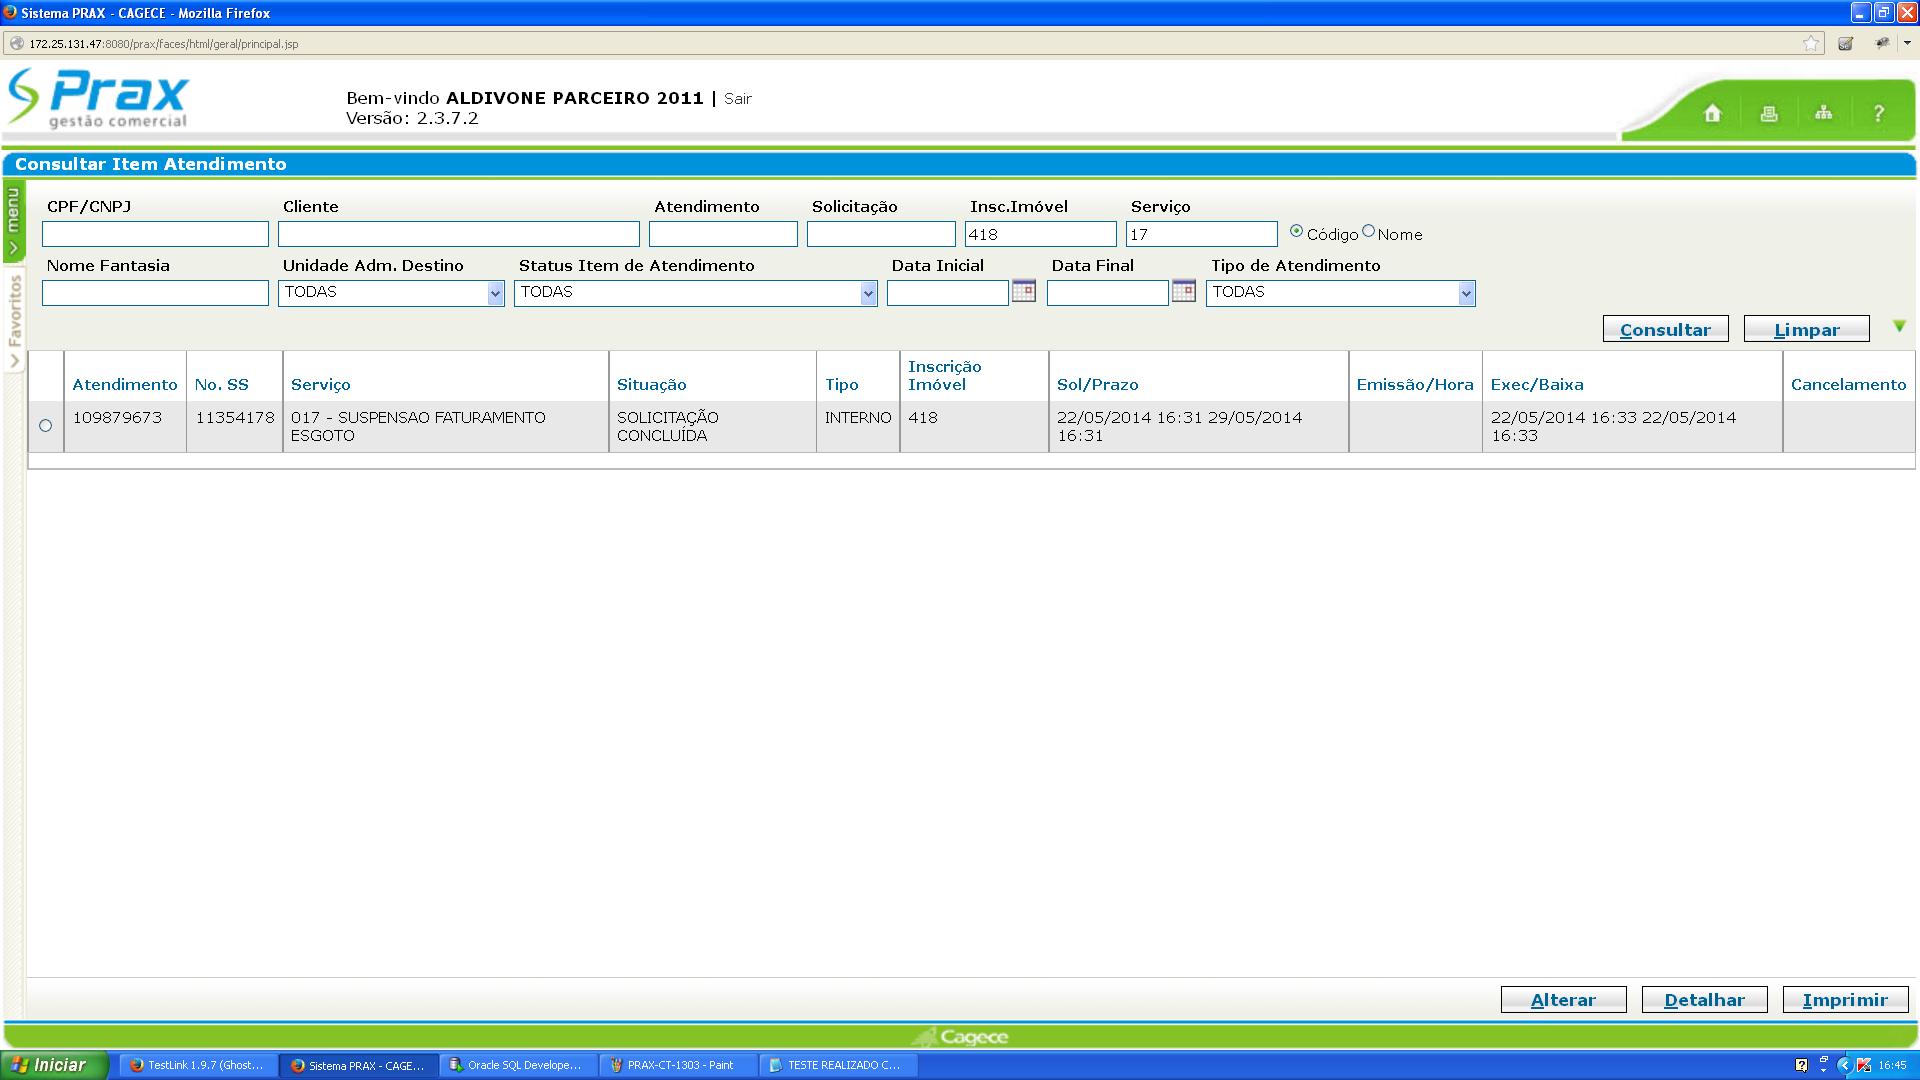 Sistema PRAX - CAGECE - Mozilla Firefox
172.25.131.47:8080/prax/faces/html/geral/principal.jsp
Prax
gestão comercial
Bem-vindo ALDIVONE PARCEIRO 2011 | Sair
Versão: 2.3.7.2
?
Consultar Item Atendimento
menu
Favoritos
CPF/CNPJ Cliente Atendimento Solicitação Insc.Imóvel Serviço
418 17 Código Nome
Nome Fantasia Unidade Adm. Destino Status Item de Atendimento Data Inicial Data Final Tipo de Atendimento
TODAS TODAS TODAS
Consultar Limpar
Atendimento No. SS Serviço Situação Tipo Inscrição Imóvel Sol/Prazo Emissão/Hora Exec/Baixa Cancelamento
109879673 11354178 017 - SUSPENSAO FATURAMENTO SOLICITAÇÃO INTERNO 418 22/05/2014 16:31 29/05/2014 22/05/2014 16:33 22/05/2014
ESGOTO CONCLUÍDA 16:31 16:33
Alterar Detalhar Imprimir
Cagece
Iniciar TestLink 1.9.7 (Ghost... Sistema PRAX - CAGE... Oracle SQL Develope... PRAX-CT-1303 - Paint TESTE REALIZADO C... 16:45